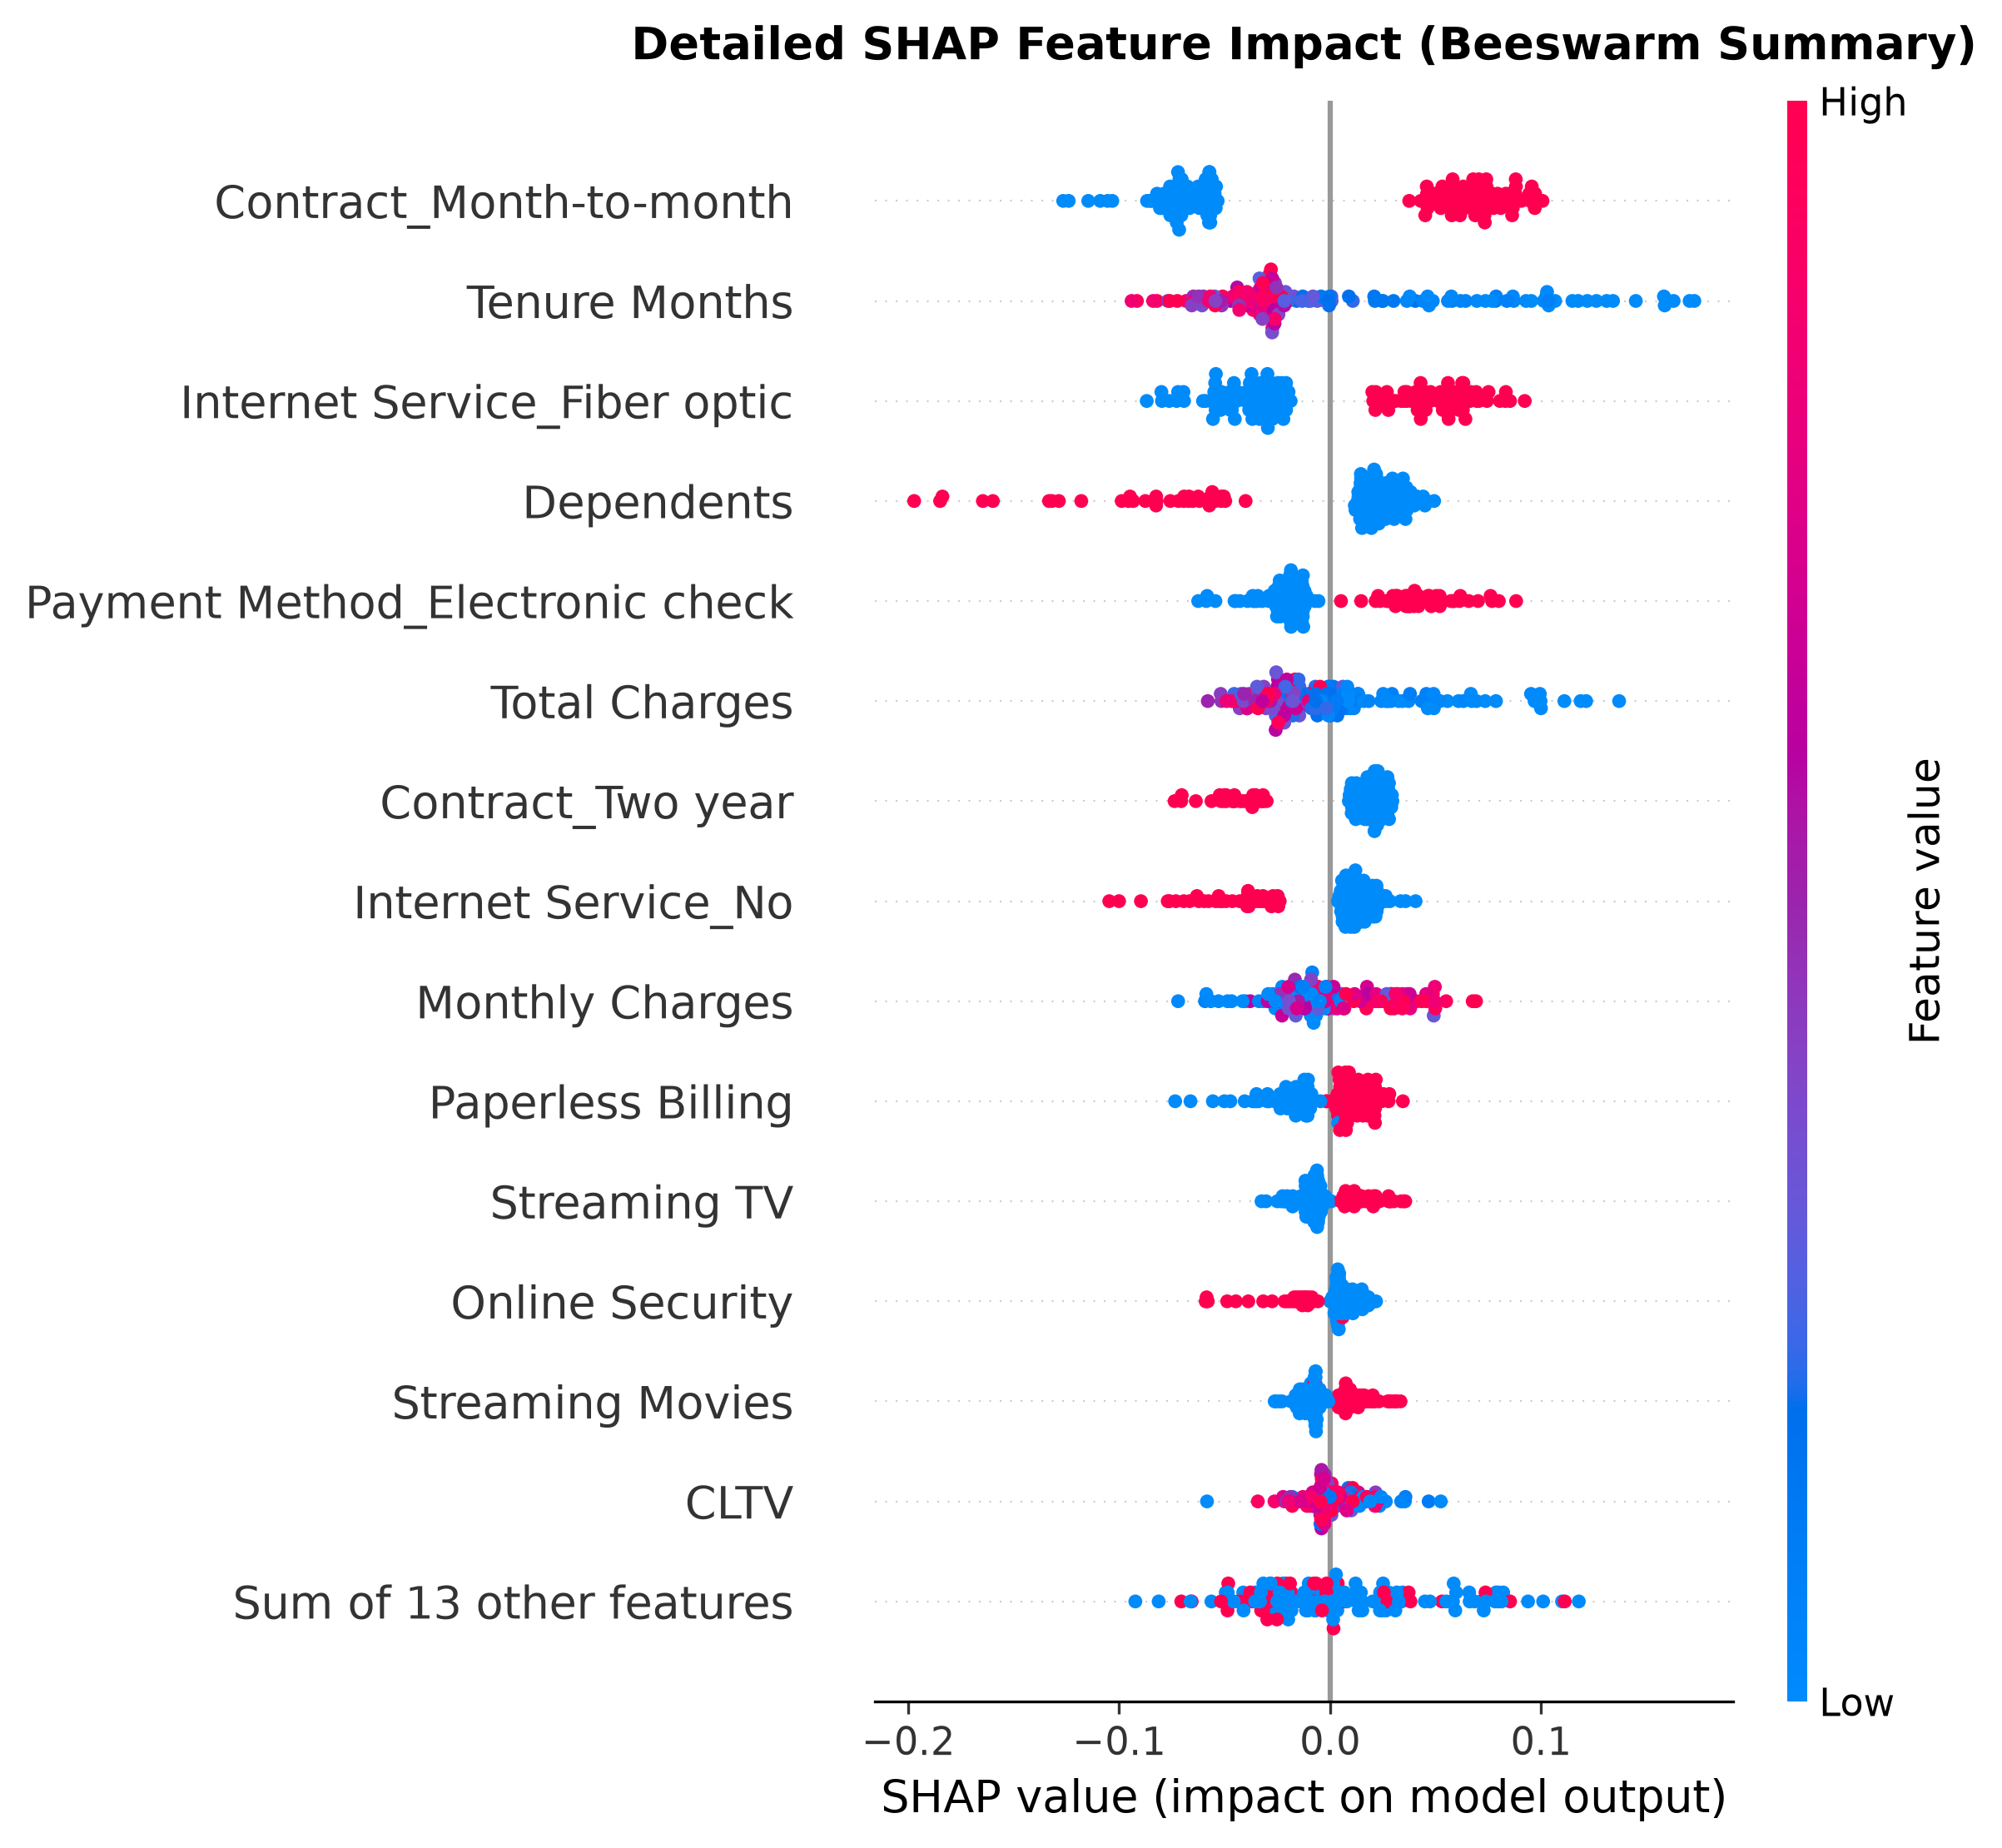 Detailed SHAP Feature Impact (Beeswarm Summary)
High
Contract_Month-to-month
Tenure Months
Internet Service_Fiber optic
Dependents
Payment Method_Electronic check
Total Charges
Contract_Two year
Internet Service_No
Monthly Charges
Paperless Billing
Streaming TV
Online Security
Streaming Movies
CLTV
Sum of 13 other features
Feature value
Low
−0.2 −0.1 0.0 0.1
SHAP value (impact on model output)